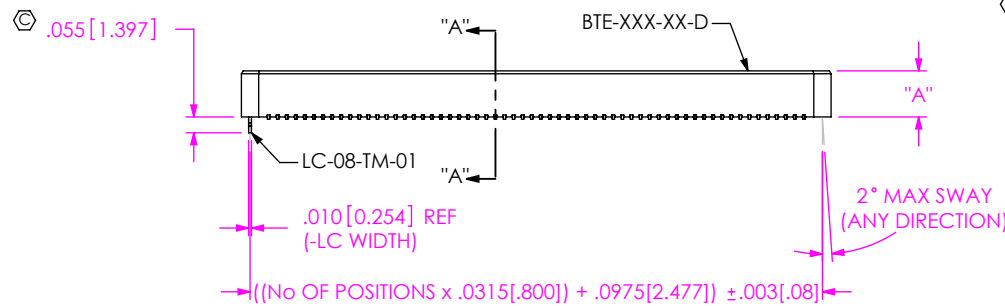 C
.055[1.397]
"A"
BTE-XXX-XX-D
"A"
LC-08-TM-01
"A"
.010[0.254] REF
(-LC WIDTH)
2° MAX SWAY
(ANY DIRECTION)
((No OF POSITIONS x .0315[.800]) + .0975[2.477]) ±.003[.08]